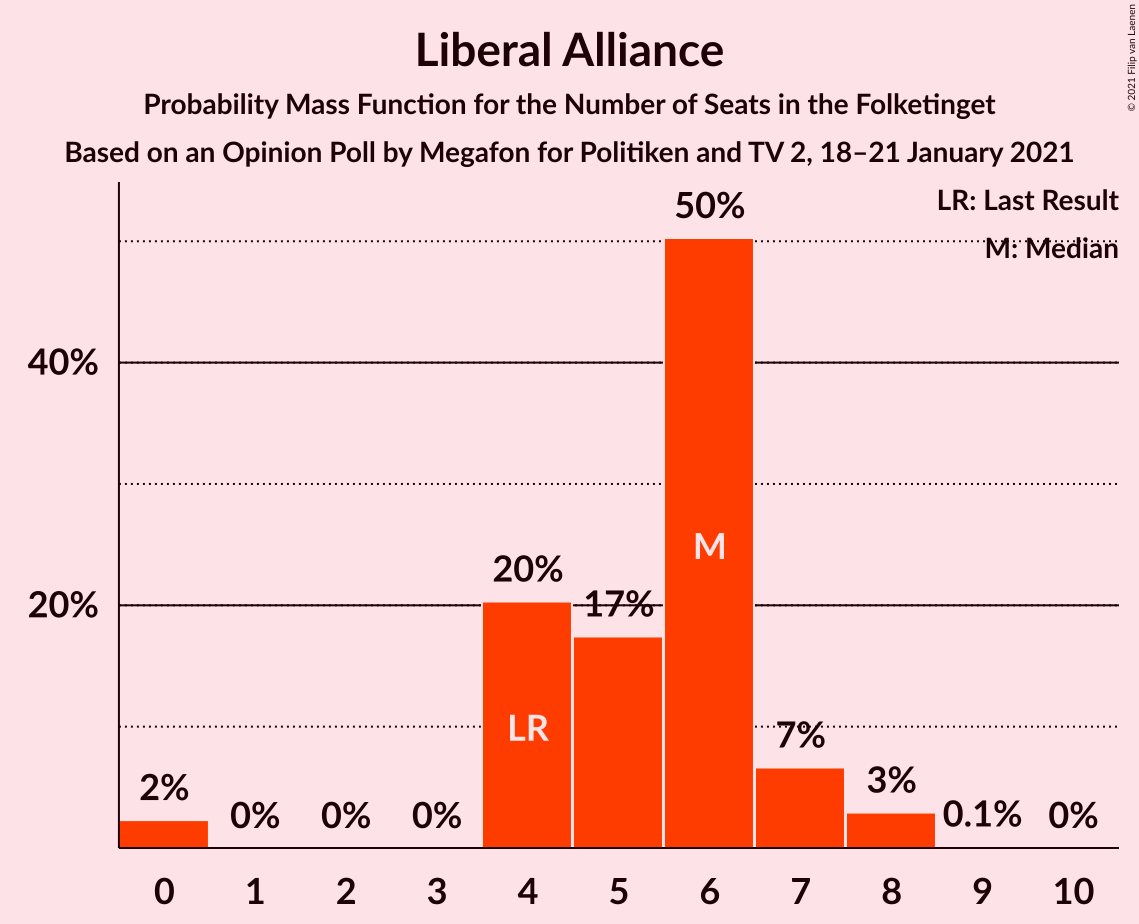 Liberal Alliance
Probability Mass Function for the Number of Seats in the Folketinget
Based on an Opinion Poll by Megafon for Politiken and TV 2, 18–21 January 2021
© 2021 Filip van Laenen
LR: Last Result
M: Median
50%
40%
M
20%
20%
17%
LR
7%
2%
3%
0%
0%
0%
0.1%
0%
0 1 2 3 4 5 6 7 8 9 10